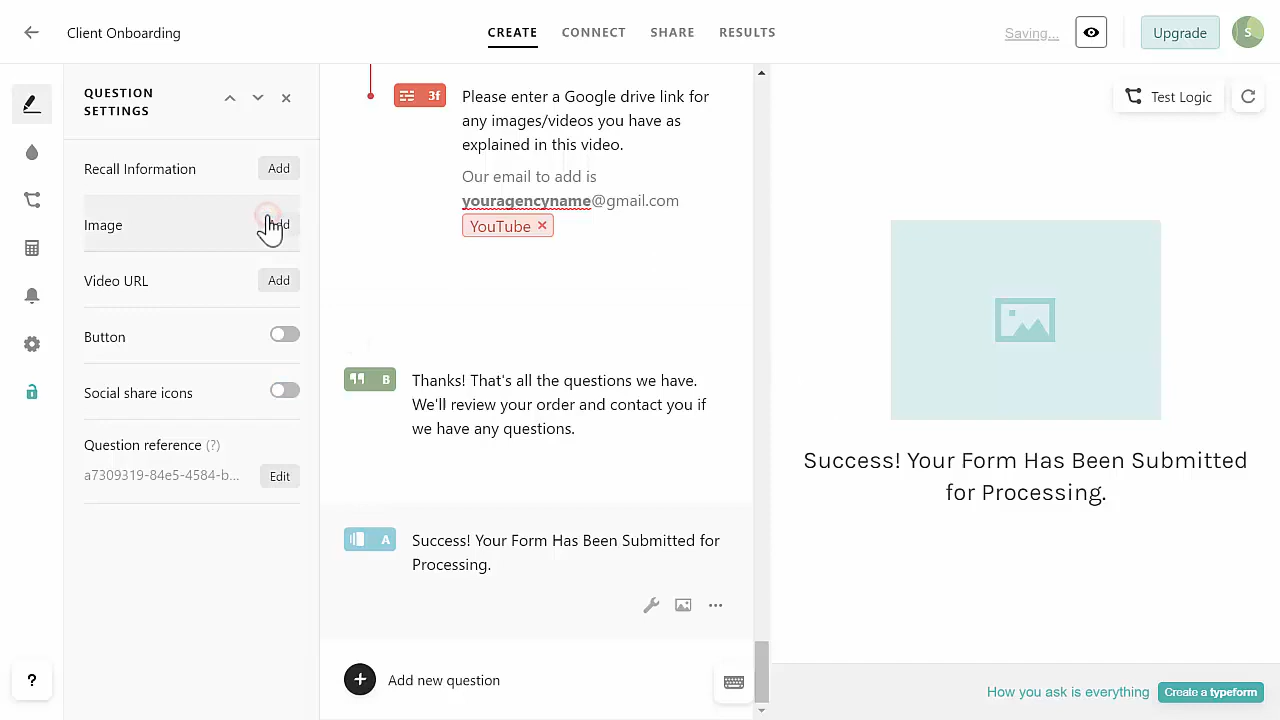 Client Onboarding
CREATE
CONNECT
SHARE
RESULTS
Saving...
Upgrade
S
QUESTION
SETTINGS
Recall Information
Add
Image
Video URL
Add
Button
Social share icons
Question reference (?)
a7309319-84e5-4584-b...
Edit
?
3f
Please enter a Google drive link for
any images/videos you have as
explained in this video.
Our email to add is
youragencyname@gmail.com
YouTube
B
Thanks! That's all the questions we have.
We'll review your order and contact you if
we have any questions.
A
Success! Your Form Has Been Submitted for
Processing.
Add new question
Test Logic
Success! Your Form Has Been Submitted
for Processing.
How you ask is everything
Create a typeform